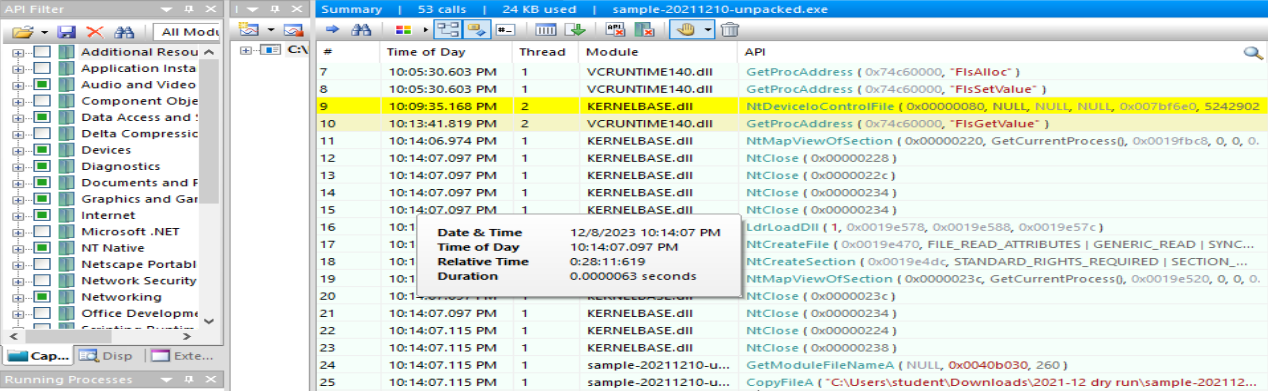 API Filter
All Modu
Additional Resou
Application Insta
Audio and Video
Component Obje
Data Access and S
Delta Compressic
Devices
Diagnostics
Documents and F
Graphics and Gar
Internet
Microsoft .NET
NT Native
Netscape Portabl
Network Security
Networking
Office Developme
Scripting Runtim
Cap... Disp Exte...
Running Processes
C:\
Summary | 53 calls | 24 KB used | sample-20211210-unpacked.exe
# Time of Day Thread Module API
7 10:05:30.603 PM 1 VCRUNTIME140.dll GetProcAddress ( 0x74c60000, "FlsAlloc" )
8 10:05:30.603 PM 1 VCRUNTIME140.dll GetProcAddress ( 0x74c60000, "FlsSetValue" )
9 10:09:35.168 PM 2 KERNELBASE.dll NtDeviceIoControlFile ( 0x00000080, NULL, NULL, NULL, 0x007bf6e0, 5242902
10 10:13:41.819 PM 2 VCRUNTIME140.dll GetProcAddress ( 0x74c60000, "FlsGetValue" )
11 10:14:06.974 PM 1 KERNELBASE.dll NtMapViewOfSection ( 0x00000220, GetCurrentProcess(), 0x0019fbc8, 0, 0, 0.
12 10:14:07.097 PM 1 KERNELBASE.dll NtClose ( 0x00000228 )
13 10:14:07.097 PM 1 KERNELBASE.dll NtClose ( 0x0000022c )
14 10:14:07.097 PM 1 KERNELBASE.dll NtClose ( 0x00000234 )
15 10:14:07.097 PM 1 KERNELBASE.dll NtClose ( 0x00000234 )
16 10:1 LdrLoadDll ( 1, 0x0019e578, 0x0019e588, 0x0019e57c )
17 10:1 NtCreateFile ( 0x0019e470, FILE_READ_ATTRIBUTES | GENERIC_READ | SYNC...
18 10:1 NtCreateSection ( 0x0019e4dc, STANDARD_RIGHTS_REQUIRED | SECTION_...
19 10:1 NtMapViewOfSection ( 0x0000023c, GetCurrentProcess(), 0x0019e520, 0, 0, 0.
20 10:14:07.097 PM 1 KERNELBASE.dll NtClose ( 0x0000023c )
21 10:14:07.097 PM 1 KERNELBASE.dll NtClose ( 0x00000234 )
22 10:14:07.115 PM 1 KERNELBASE.dll NtClose ( 0x00000224 )
23 10:14:07.115 PM 1 KERNELBASE.dll NtClose ( 0x00000238 )
24 10:14:07.115 PM 1 sample-20211210-u... GetModuleFileNameA ( NULL, 0x0040b030, 260 )
25 10:14:07.115 PM 1 sample-20211210-u... CopyFileA ( "C:\Users\student\Downloads\2021-12 dry run\sample-202112
Date & Time 12/8/2023 10:14:07 PM
Time of Day 10:14:07.097 PM
Relative Time 0:28:11:619
Duration 0.0000063 seconds